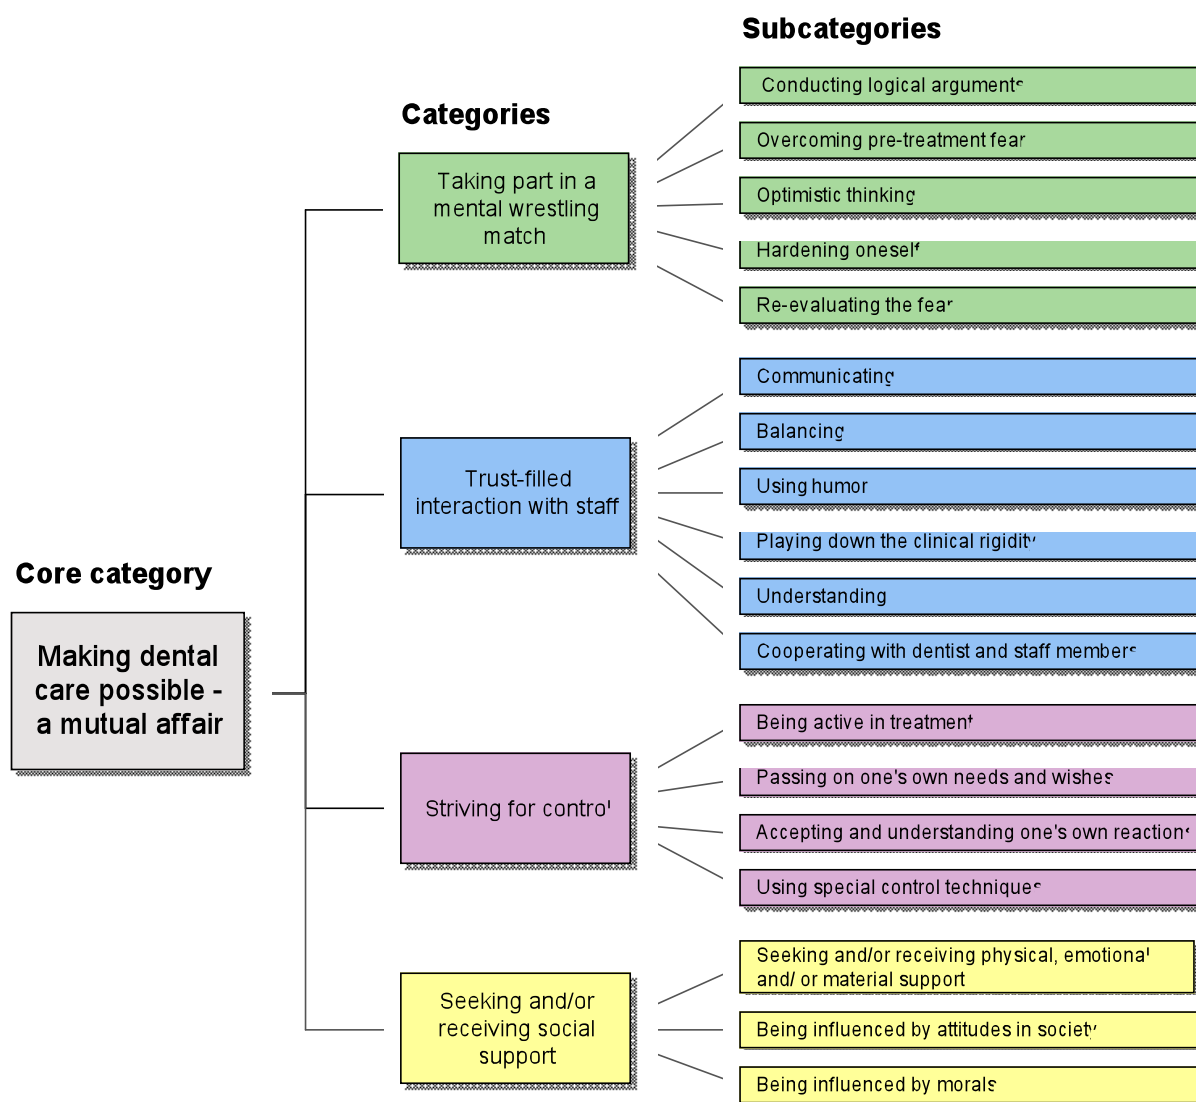 Subcategories
Conducting logical arguments
Categories
Overcoming pre-treatment fear
Taking part in a
mental wrestling
match
Optimistic thinking
Hardening oneself
Re-evaluating the fear
Communicating
Balancing
Trust-filled
interaction with staff
Using humor
Playing down the clinical rigidity
Understanding
Cooperating with dentist and staff members
Core category
Making dental
care possible -
a mutual affair
Being active in treatment
Passing on one's own needs and wishes
Striving for control
Accepting and understanding one's own reactions
Using special control techniques
Seeking and/or receiving physical, emotional
and/ or material support
Seeking and/or
receiving social
support
Being influenced by attitudes in society
Being influenced by morals